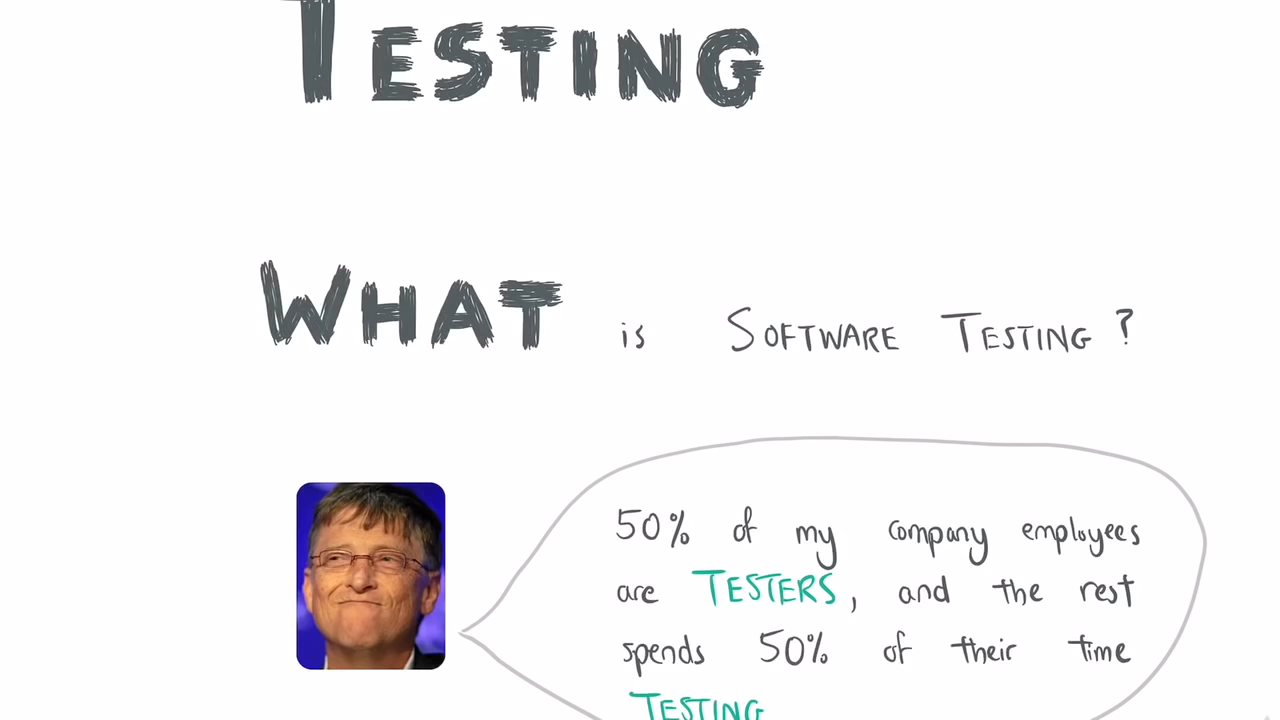 TESTING
WHAT is SOFTWARE TESTING?
50% of my company employees
are TESTERS, and the rest
spends 50% of their time
TESTING